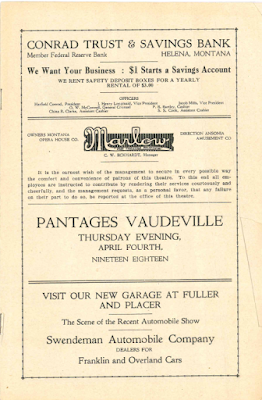 CONRAD TRUST & SAVINGS BANK
Member Federal Reserve Bank
HELENA, MONTANA
We Want Your Business : $1 Starts a Savings Account
WE RENT SAFETY DEPOSIT BOXES FOR A YEARLY
RENTAL OF $3.00
OFFICERS
President
Vice President
Vice President
Cashier
OWNERS MONTANA
OPERA HOUSE CO.
Marlow
DIRECTION ANSONIA
AMUSEMENT CO.
Manager
It is the earnest wish of the management to secure in every possible way
the comfort and convenience of patrons of this theatre. To this end all em-
ployees are instructed to contribute by rendering their services courteously and
cheerfully, and the management requests, as a personal favor, that any failure
on their part to do so, be reported at the office of this theatre.
PANTAGES VAUDEVILLE
THURSDAY EVENING,
APRIL FOURTH,
NINETEEN EIGHTEEN
VISIT OUR NEW GARAGE AT FULLER
AND PLACER
The Scene of the Recent Automobile Show
Swendeman Automobile Company
DEALERS FOR
Franklin and Overland Cars